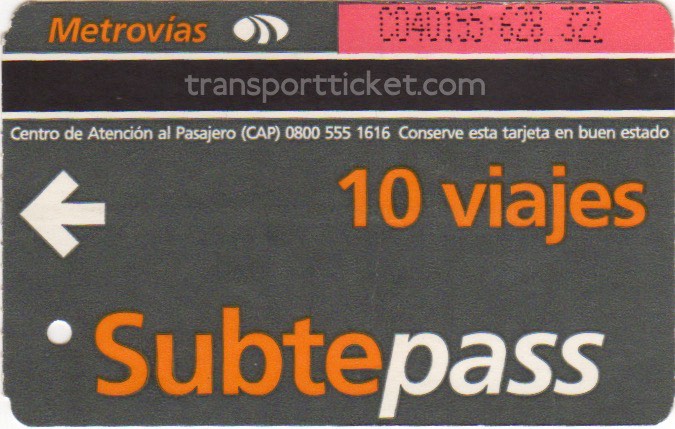 Metrovías
C040155·628.322
transportticket.com
Centro de Atención al Pasajero (CAP) 0800 555 1616 Conserve esta tarjeta en buen estado
10 viajes
Subtepass